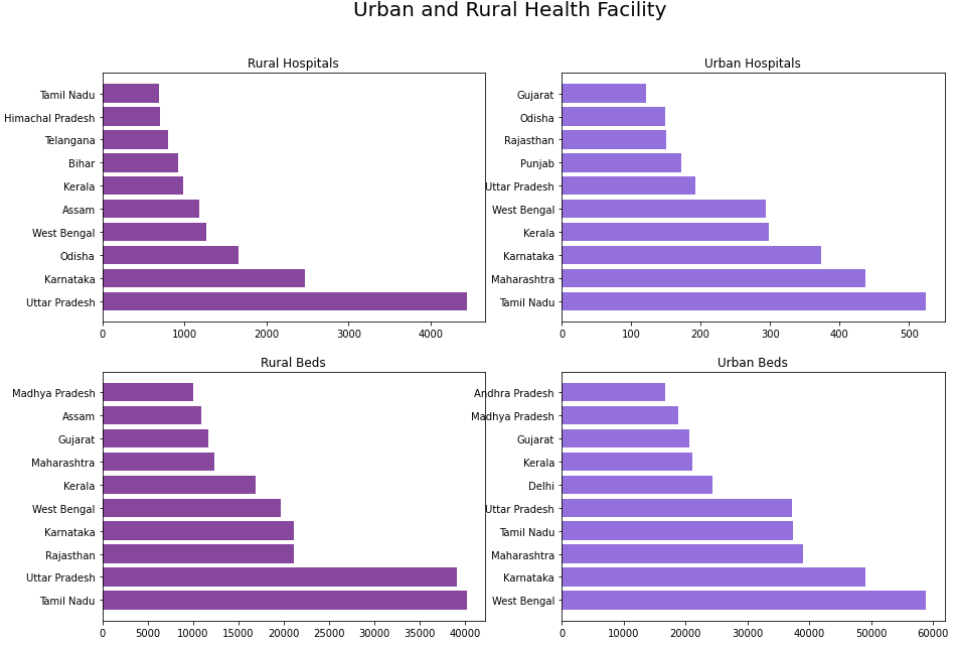 Urban and Rural Health Facility
Rural Hospitals
Tamil Nadu
Himachal Pradesh
Telangana
Bihar
Kerala
Assam
West Bengal
Odisha
Karnataka
Uttar Pradesh
0 1000 2000 3000 4000
Urban Hospitals
Gujarat
Odisha
Rajasthan
Punjab
Uttar Pradesh
West Bengal
Kerala
Karnataka
Maharashtra
Tamil Nadu
0 100 200 300 400 500
Rural Beds
Madhya Pradesh
Assam
Gujarat
Maharashtra
Kerala
West Bengal
Karnataka
Rajasthan
Uttar Pradesh
Tamil Nadu
0 5000 10000 15000 20000 25000 30000 35000 40000
Urban Beds
Andhra Pradesh
Madhya Pradesh
Gujarat
Kerala
Delhi
Uttar Pradesh
Tamil Nadu
Maharashtra
Karnataka
West Bengal
0 10000 20000 30000 40000 50000 60000